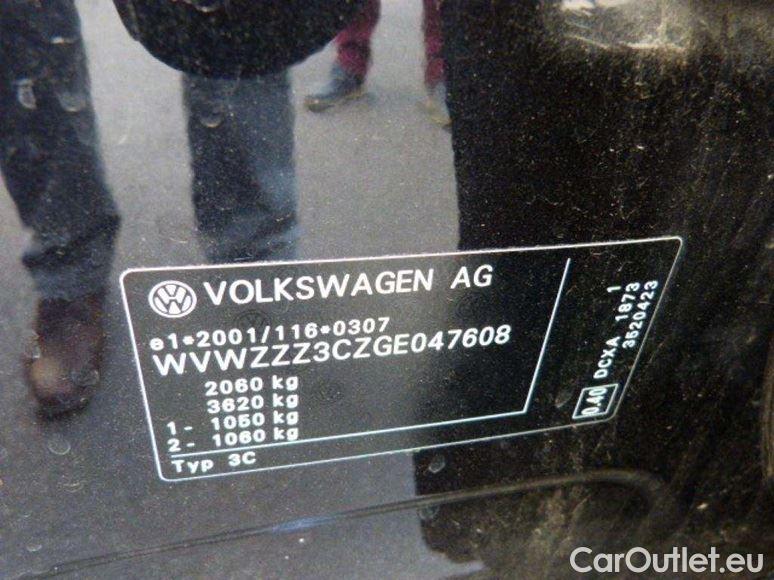 VOLKSWAGEN AG
e1*2001/116*0307
WVWZZZ3CZGE047608
2060 kg
3620 kg
1- 1050 kg
2- 1060 kg
Typ 3C
0.40
DCXA 1873 1
3520423
CarOutlet.eu